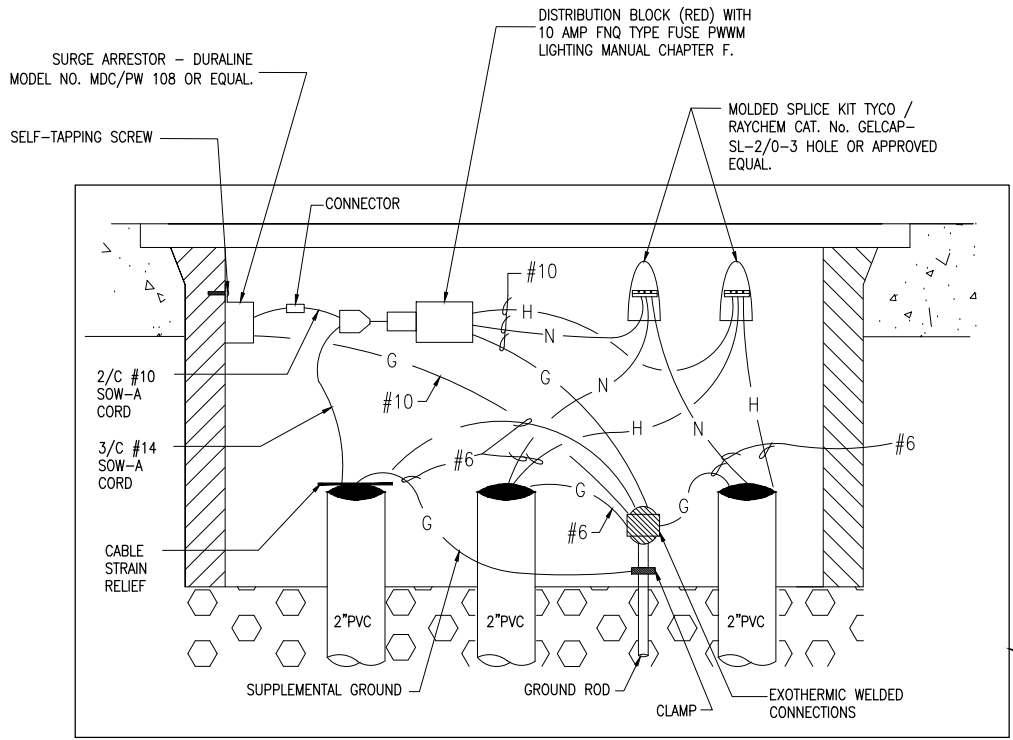 DISTRIBUTION BLOCK (RED) WITH
10 AMP FNQ TYPE FUSE PWWM
LIGHTING MANUAL CHAPTER F.
SURGE ARRESTOR – DURALINE
MODEL NO. MDC/PW 108 OR EQUAL.
MOLDED SPLICE KIT TYCO /
RAYCHEM CAT. No. GELCAP-
SL-2/0-3 HOLE OR APPROVED
EQUAL.
SELF-TAPPING SCREW
CONNECTOR
#10
H
N
G
G
N
H
N
H
2/C #10
SOW-A
CORD
#10
3/C #14
SOW-A
CORD
#6
#6
G
G
G
#6
CABLE
STRAIN
RELIEF
2"PVC
2"PVC
2"PVC
SUPPLEMENTAL GROUND
GROUND ROD
CLAMP
EXOTHERMIC WELDED
CONNECTIONS